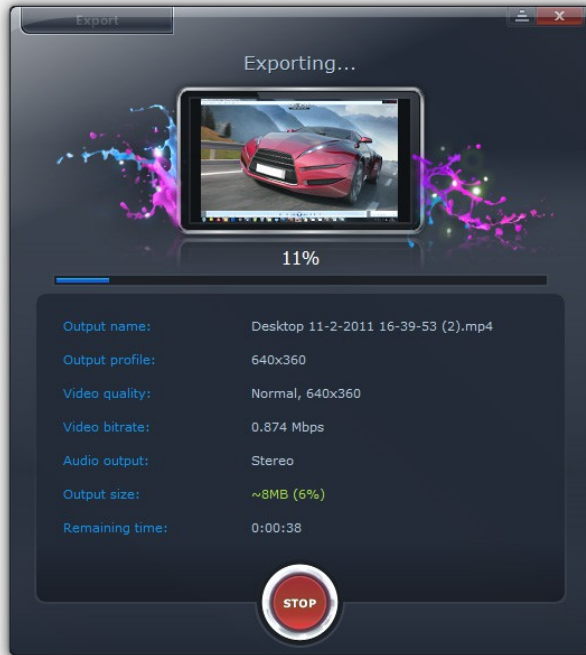 Export
Exporting...
11%
Output name: Desktop 11-2-2011 16-39-53 (2).mp4
Output profile: 640x360
Video quality: Normal, 640x360
Video bitrate: 0.874 Mbps
Audio output: Stereo
Output size: ~8MB (6%)
Remaining time: 0:00:38
STOP